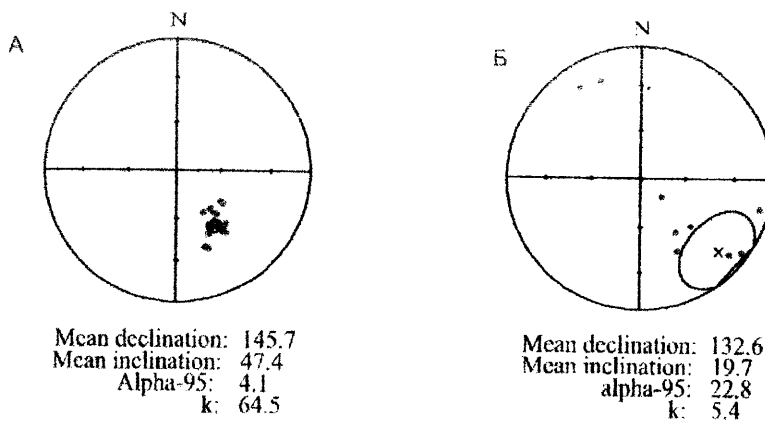 А
N
Mean declination: 145.7
Mean inclination: 47.4
Alpha-95: 4.1
k: 64.5
Б
N
Mean declination: 132.6
Mean inclination: 19.7
alpha-95: 22.8
k: 5.4